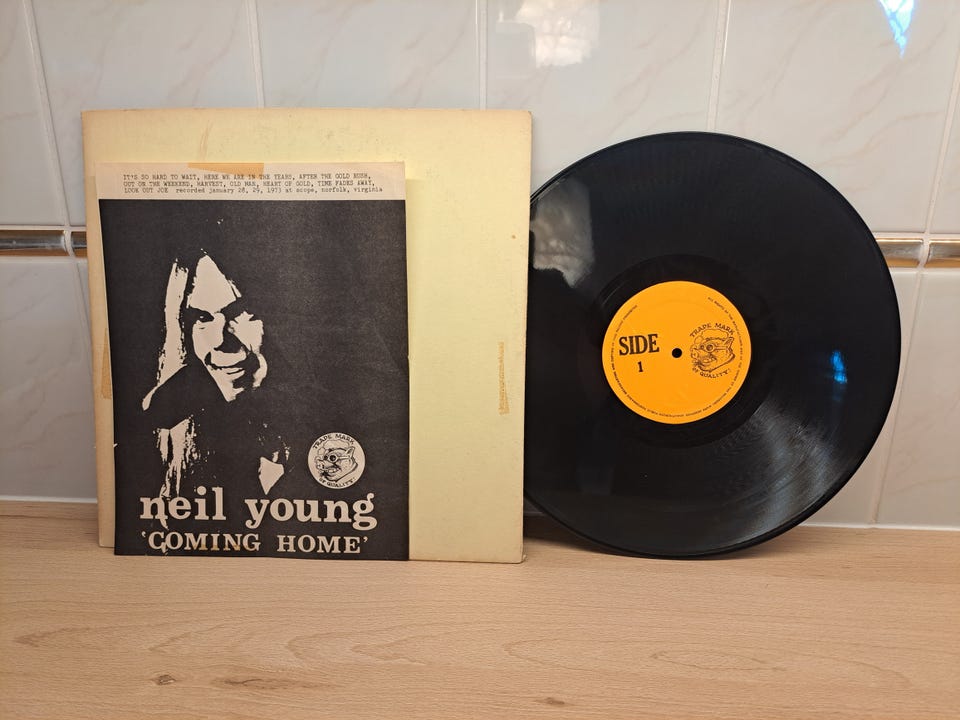 IT'S SO HARD TO WAIT, HERE WE ARE IN THE YEARS, AFTER THE GOLD RUSH,
OUT ON THE WEEKEND, HARVEST, OLD MAN, HEART OF GOLD, TIME FADES AWAY,
LOOK OUT JOE recorded january 28, 29, 1973 at scope, norfolk, virginia
TRADE MARK
OF QUALITY
neil young
'COMING HOME'
SIDE
1
TRADE MARK
OF QUALITY